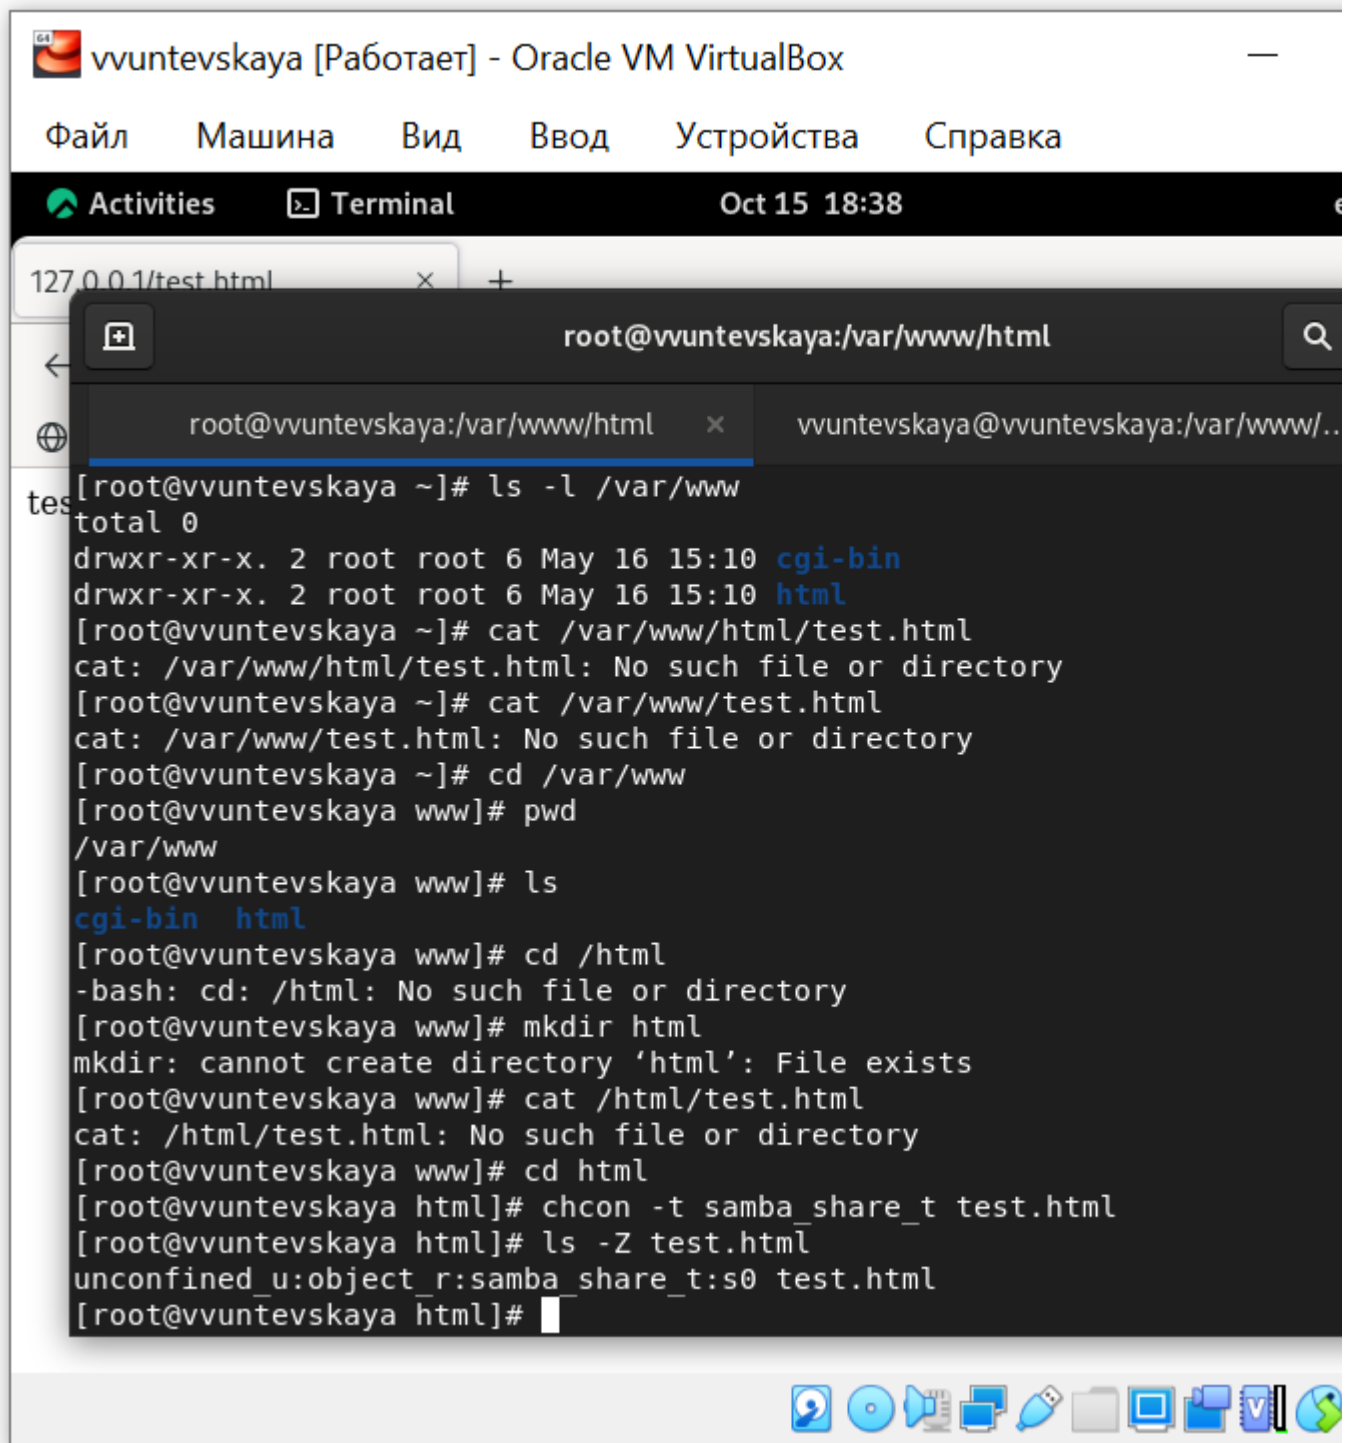 vvuntevskaya [Работает] - Oracle VM VirtualBox
Файл Машина Вид Ввод Устройства Справка
Activities Terminal Oct 15 18:38
127.0.0.1/test.html
root@vvuntevskaya:/var/www/html
root@vvuntevskaya:/var/www/html × vvuntevskaya@vvuntevskaya:/var/www/...
[root@vvuntevskaya ~]# ls -l /var/www
total 0
drwxr-xr-x. 2 root root 6 May 16 15:10 cgi-bin
drwxr-xr-x. 2 root root 6 May 16 15:10 html
[root@vvuntevskaya ~]# cat /var/www/html/test.html
cat: /var/www/html/test.html: No such file or directory
[root@vvuntevskaya ~]# cat /var/www/test.html
cat: /var/www/test.html: No such file or directory
[root@vvuntevskaya ~]# cd /var/www
[root@vvuntevskaya www]# pwd
/var/www
[root@vvuntevskaya www]# ls
cgi-bin html
[root@vvuntevskaya www]# cd /html
-bash: cd: /html: No such file or directory
[root@vvuntevskaya www]# mkdir html
mkdir: cannot create directory ‘html’: File exists
[root@vvuntevskaya www]# cat /html/test.html
cat: /html/test.html: No such file or directory
[root@vvuntevskaya www]# cd html
[root@vvuntevskaya html]# chcon -t samba_share_t test.html
[root@vvuntevskaya html]# ls -Z test.html
unconfined_u:object_r:samba_share_t:s0 test.html
[root@vvuntevskaya html]#